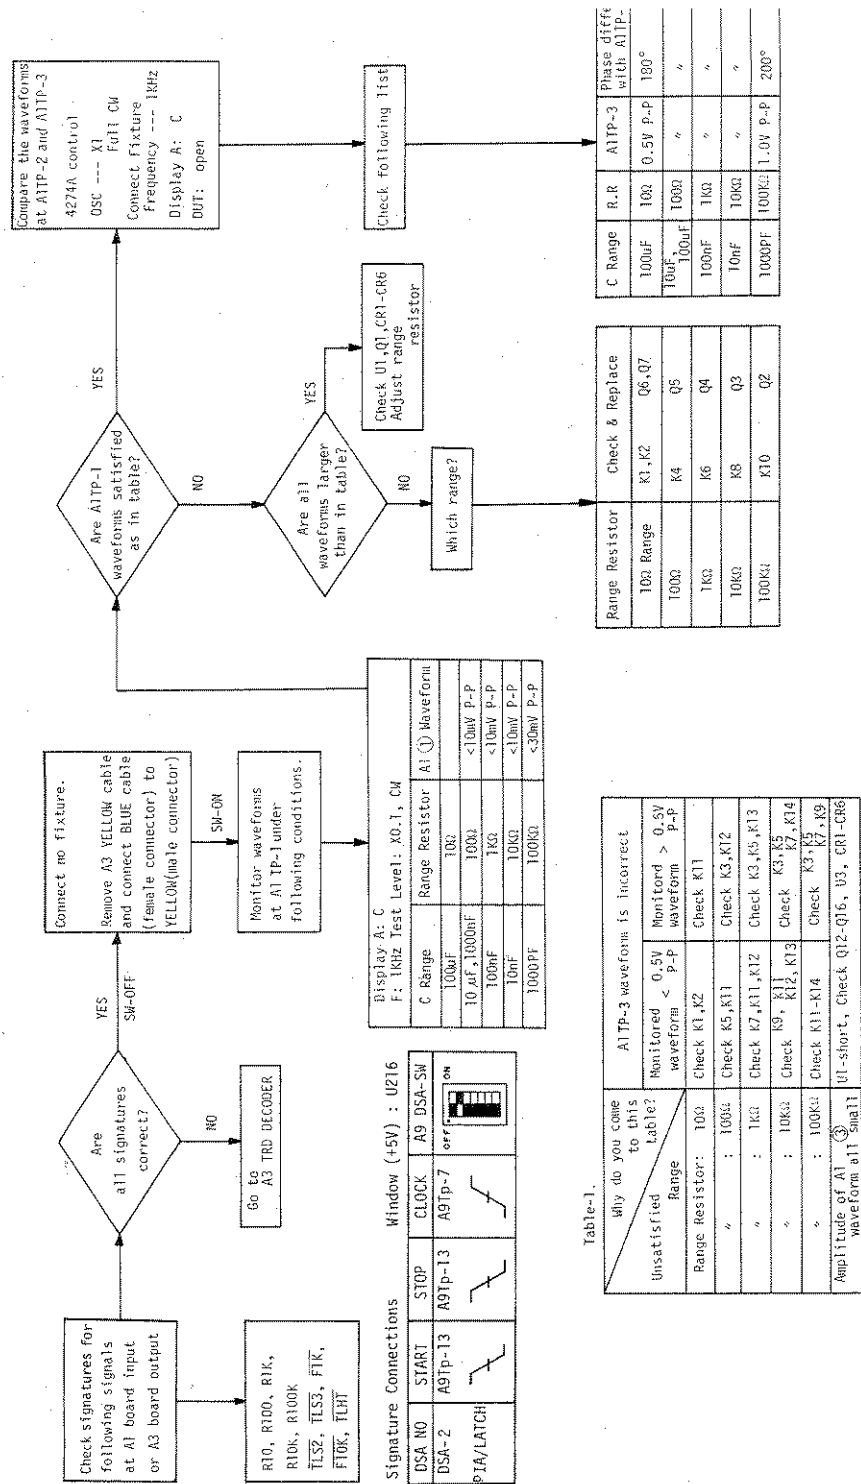 Check signatures for
following signals
at A1 board input
or A3 board output
R10, R100, R1K,
R10K, R100K
TLS2, TLS3, F1K,
F10K, TLMT
Are
all signatures
correct?
YES
SW-OFF
NO
Go to
A3 TRD DECODER
Connect no fixture.
Remove A3 YELLOW cable
and connect BLUE cable
(female connector) to
YELLOW(male connector)
SW-ON
Monitor waveforms
at A1 TP-1 under
following conditions.
Display A: C
F: 1KHz Test Level: X0.1, CW
C Range Range Resistor A1 ① Waveform
100µF 10Ω
10 µF,1000nF 100Ω <10mV P-P
100nF 1KΩ <10mV P-P
10nF 10KΩ <10mV P-P
1000PF 100KΩ <30mV P-P
Are A1TP-1
waveforms satisfied
as in table?
YES
NO
Are all
waveforms larger
than in table?
YES
NO
Check U1,Q1,CR1-CR6
Adjust range
resistor
Which range?
Range Resistor Check & Replace
10Ω Range K1,K2 Q6,Q7
100Ω K4 Q5
1KΩ K6 Q4
10KΩ K8 Q3
100KΩ K10 Q2
Compare the waveforms
at A1TP-2 and A1TP-3
4274A control
OSC --- X1
Full CW
Connect Fixture
Frequency --- 1KHz
Display A: C
DUT: open
Check following list
C Range R.R A1TP-3 Phase diffe
with A1TP-
100uF 10Ω 0.5V P-P 180°
10uF,
100uF 100Ω " "
100nF 1KΩ " "
10nF 10KΩ " "
1000PF 100KΩ 1.0V P-P 200°
Signature Connections Window (+5V) : U216
DSA NO START STOP CLOCK A9 DSA-SW
DSA-2 A9Tp-13 A9Tp-13 A9Tp-7 OFF ON
PIA/LATCH
Table-1.
Why do you come
to this
table?
Unsatisfied
Range
A1TP-3 waveform is incorrect
Monitored < 0.5V
waveform P-P
Monitord > 0.6V
waveform P-P
Range Resistor: 10Ω Check K1,K2 Check K11
" : 100Ω Check K5,K11 Check K3,K12
" : 1KΩ Check K7,K11,K12 Check K3,K5,K13
" : 10KΩ Check K9, K11 K12,K13 Check K3,K5 K7,K14
" : 100KΩ Check K11-K14 Check K3,K5 K7,K9
Amplitude of A1 ③
waveform all small
U1-short, Check Q12-Q16, U3, CR1-CR6